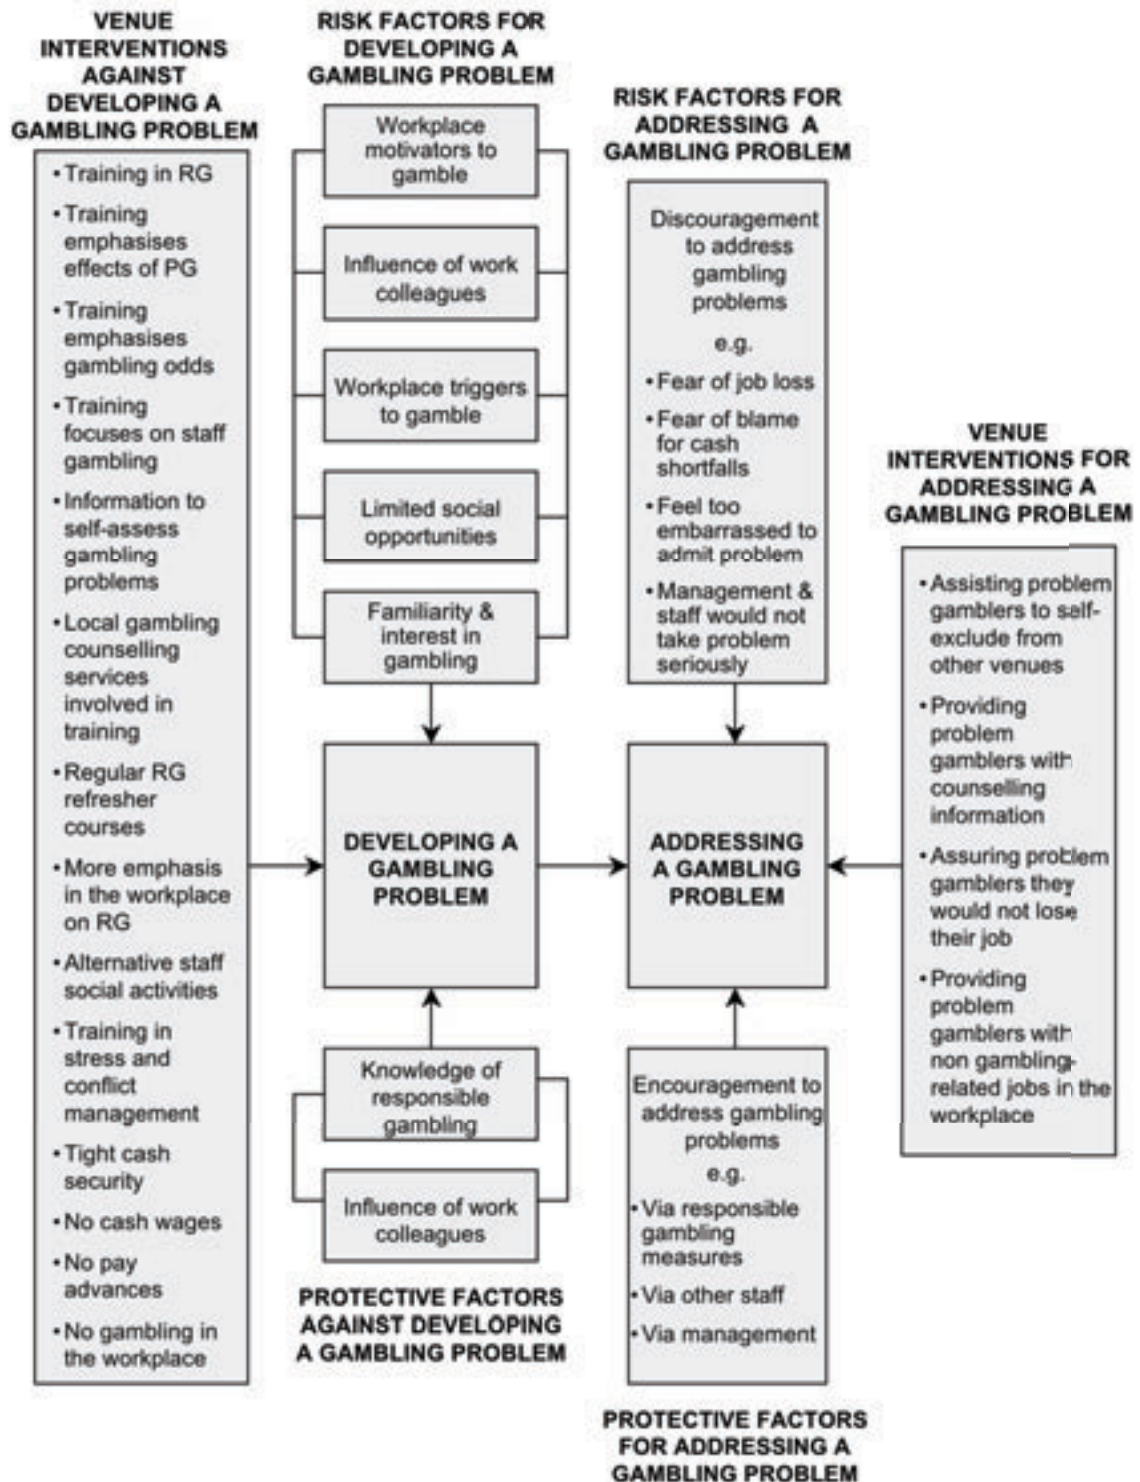 VENUE
INTERVENTIONS
AGAINST
DEVELOPING A
GAMBLING PROBLEM
• Training in RG
• Training
emphasises
effects of PG
• Training
emphasises
gambling odds
• Training
focuses on staff
gambling
• Information to
self-assess
gambling
problems
• Local gambling
counselling
services
involved in
training
• Regular RG
refresher
courses
• More emphasis
in the workplace
on RG
• Alternative staff
social activities
• Training in
stress and
conflict
management
• Tight cash
security
• No cash wages
• No pay
advances
• No gambling in
the workplace
RISK FACTORS FOR
DEVELOPING A
GAMBLING PROBLEM
Workplace
motivators to
gamble
Influence of work
colleagues
Workplace triggers
to gamble
Limited social
opportunities
Familiarity &
interest in
gambling
DEVELOPING A
GAMBLING
PROBLEM
Knowledge of
responsible
gambling
Influence of work
colleagues
PROTECTIVE FACTORS
AGAINST DEVELOPING
A GAMBLING PROBLEM
RISK FACTORS FOR
ADDRESSING A
GAMBLING PROBLEM
Discouragement
to address
gambling
problems
e.g.
• Fear of job loss
• Fear of blame
for cash
shortfalls
• Feel too
embarrassed to
admit problem
• Management &
staff would not
take problem
seriously
ADDRESSING
A GAMBLING
PROBLEM
Encouragement to
address gambling
problems
e.g.
• Via responsible
gambling
measures
• Via other staff
• Via management
PROTECTIVE FACTORS
FOR ADDRESSING A
GAMBLING PROBLEM
VENUE
INTERVENTIONS FOR
ADDRESSING A
GAMBLING PROBLEM
• Assisting problem
gamblers to self-
exclude from
other venues
• Providing
problem
gamblers with
counselling
information
• Assuring problem
gamblers they
would not lose
their job
• Providing
problem
gamblers with
non gambling-
related jobs in the
workplace